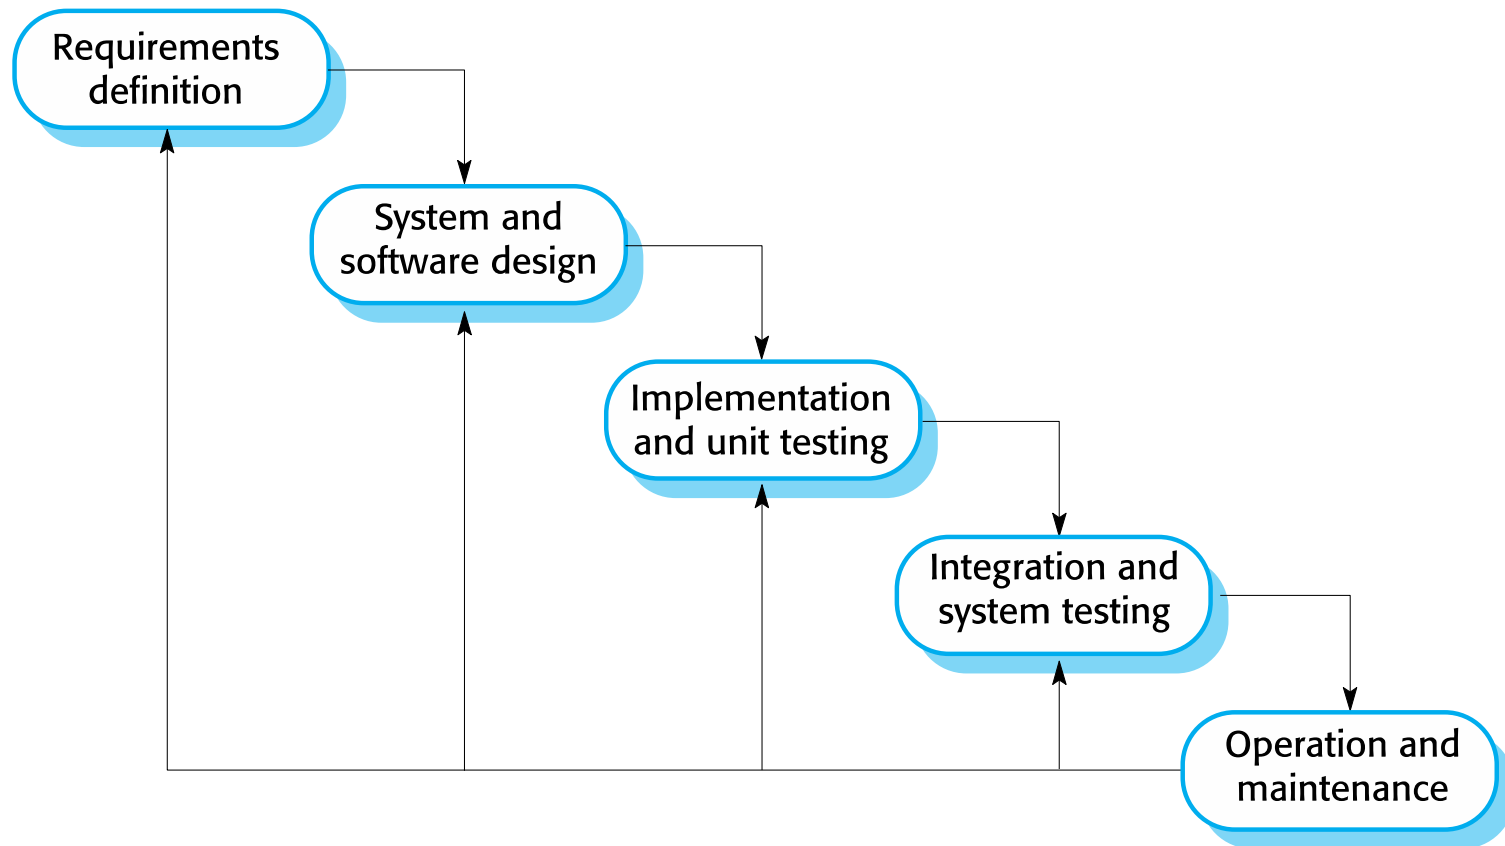 Requirements
definition
System and
software design
Implementation
and unit testing
Integration and
system testing
Operation and
maintenance